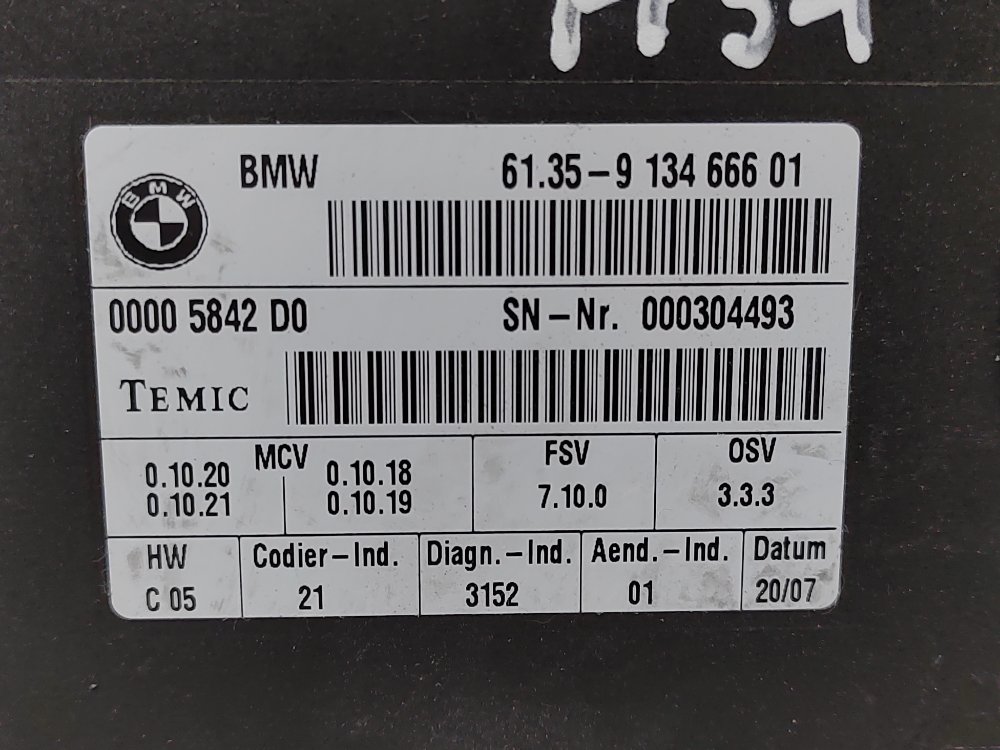 BMW 61.35-9 134 666 01
BMW
0000 5842 D0 SN-Nr. 000304493
TEMIC
MCV FSV OSV
0.10.20 0.10.18 7.10.0 3.3.3
0.10.21 0.10.19
HW Codier-Ind. Diagn.-Ind. Aend.-Ind. Datum
C 05 21 3152 01 20/07